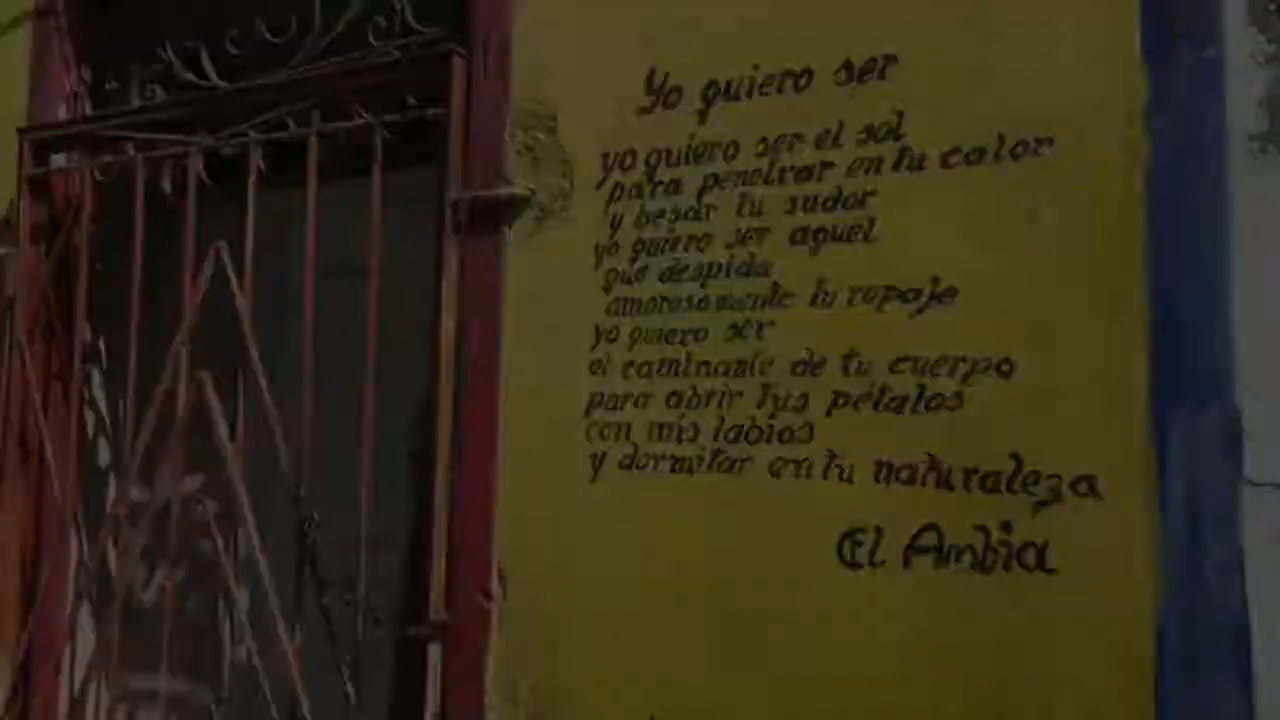 Yo quiero ser
yo quiero ser el sol
para penetrar en tu color
y besar tu sudor
yo quiero ser aquel
que despida
amorosamente tu ropaje
yo quiero ser
el caminante de tu cuerpo
para abrir tus pétalos
con mis labios
y dormitar en tu naturaleza
El Ambia